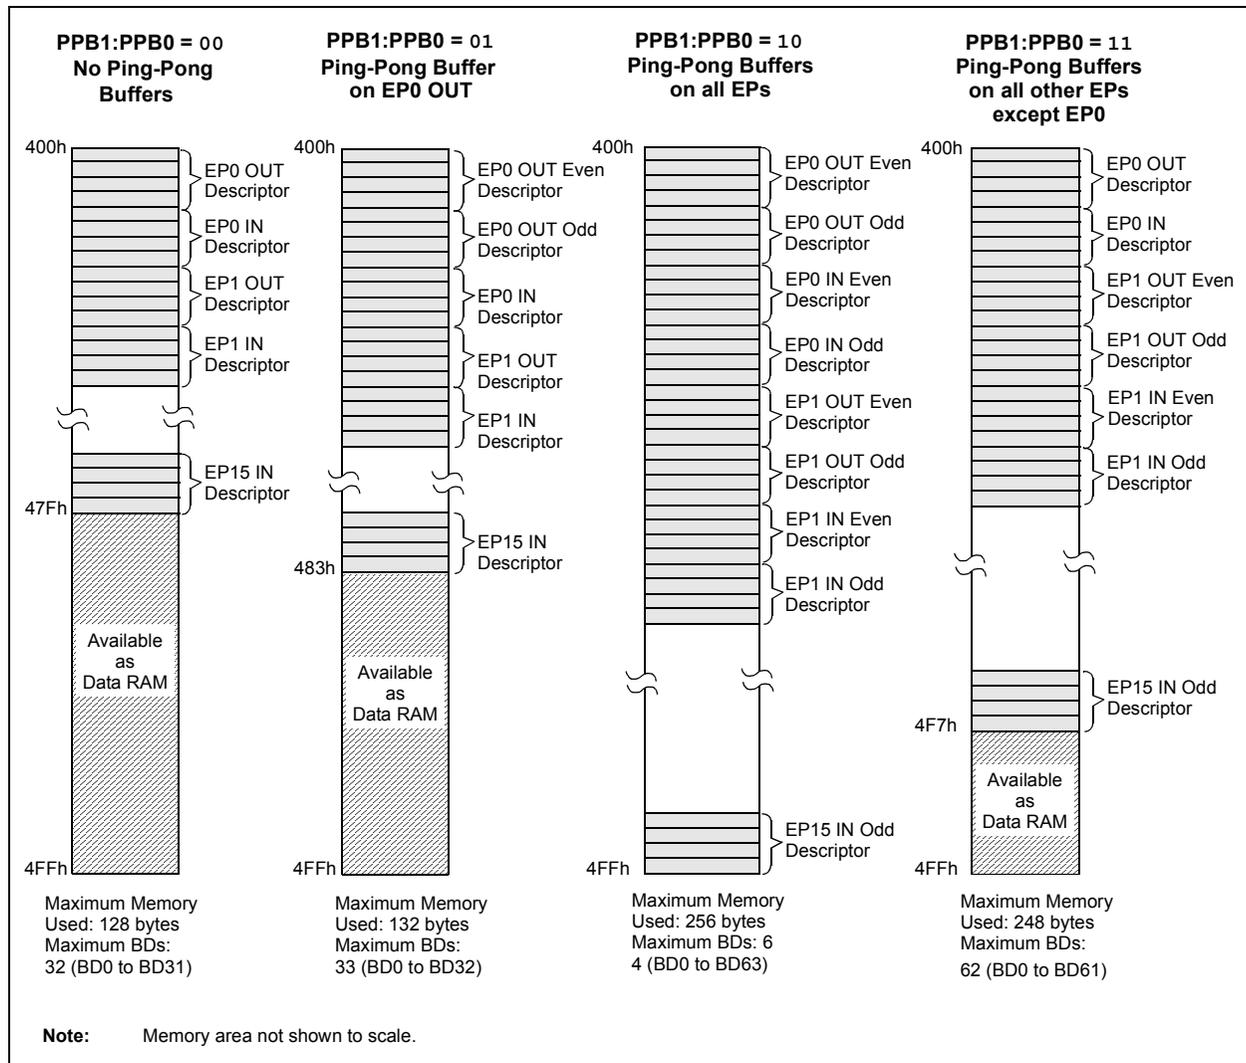 PPB1:PPB0 = 00
No Ping-Pong
Buffers
400h
EP0 OUT
Descriptor
EP0 IN
Descriptor
EP1 OUT
Descriptor
EP1 IN
Descriptor
EP15 IN
Descriptor
47Fh
Available
as
Data RAM
4FFh
Maximum Memory
Used: 128 bytes
Maximum BDs:
32 (BD0 to BD31)
PPB1:PPB0 = 01
Ping-Pong Buffer
on EP0 OUT
400h
EP0 OUT Even
Descriptor
EP0 OUT Odd
Descriptor
EP0 IN
Descriptor
EP1 OUT
Descriptor
EP1 IN
Descriptor
EP15 IN
Descriptor
483h
Available
as
Data RAM
4FFh
Maximum Memory
Used: 132 bytes
Maximum BDs:
33 (BD0 to BD32)
PPB1:PPB0 = 10
Ping-Pong Buffers
on all EPs
400h
EP0 OUT Even
Descriptor
EP0 OUT Odd
Descriptor
EP0 IN Even
Descriptor
EP0 IN Odd
Descriptor
EP1 OUT Even
Descriptor
EP1 OUT Odd
Descriptor
EP1 IN Even
Descriptor
EP1 IN Odd
Descriptor
EP15 IN Odd
Descriptor
4FFh
Maximum Memory
Used: 256 bytes
Maximum BDs: 6
4 (BD0 to BD63)
PPB1:PPB0 = 11
Ping-Pong Buffers
on all other EPs
except EP0
400h
EP0 OUT
Descriptor
EP0 IN
Descriptor
EP1 OUT Even
Descriptor
EP1 OUT Odd
Descriptor
EP1 IN Even
Descriptor
EP1 IN Odd
Descriptor
EP15 IN Odd
Descriptor
4F7h
Available
as
Data RAM
4FFh
Maximum Memory
Used: 248 bytes
Maximum BDs:
62 (BD0 to BD61)
Note: Memory area not shown to scale.